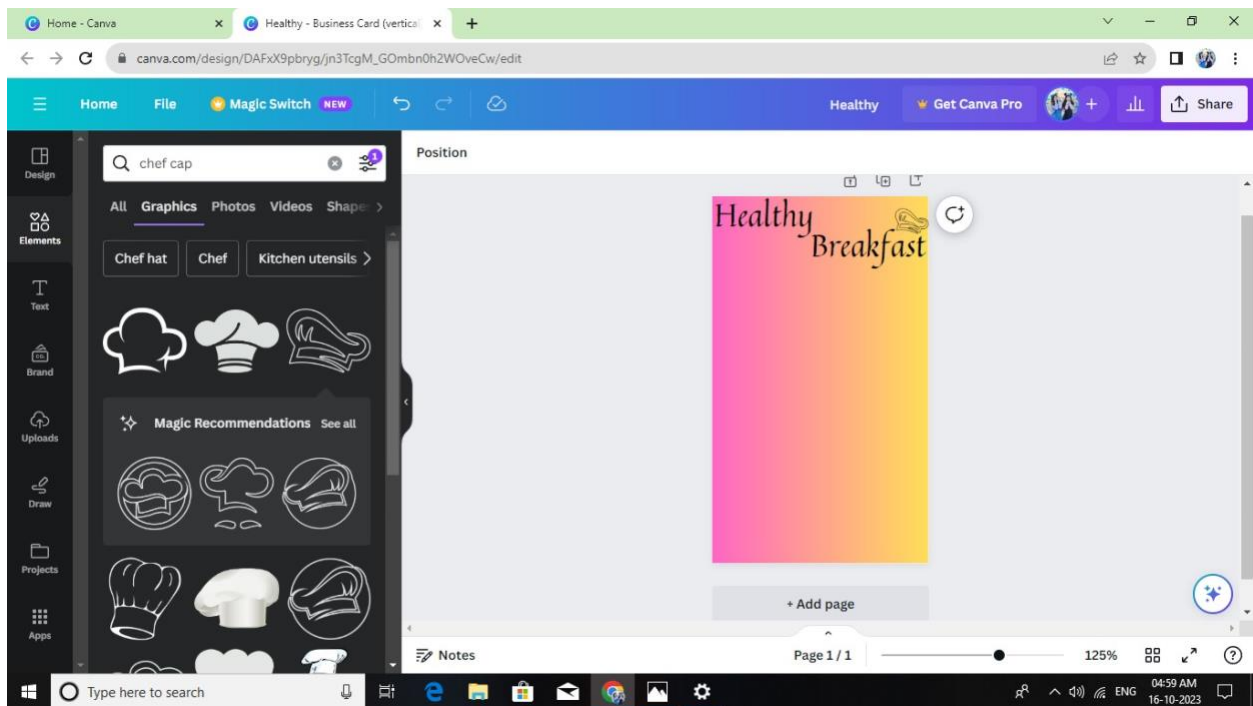 Home - Canva
Healthy - Business Card (vertical
canva.com/design/DAFxX9pbryg/jn3TcgM_GOmbn0h2WOveCw/edit
Home File Magic Switch NEW Healthy Get Canva Pro Share
Design
Elements
Text
Brand
Uploads
Draw
Projects
Apps
chef cap
1
All Graphics Photos Videos Shape
Chef hat Chef Kitchen utensils
Magic Recommendations See all
Position
Healthy
Breakfast
+ Add page
Notes Page 1 / 1 125%
Type here to search
ENG
04:59 AM
16-10-2023